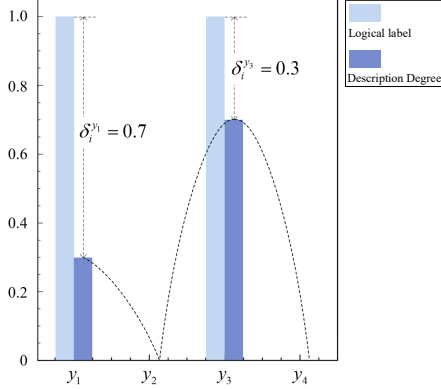 1.0
0.8
0.6
0.4
0.2
0
δ_i^{y_1} = 0.7
δ_i^{y_3} = 0.3
y_1 y_2 y_3 y_4
Logical label
Description Degree